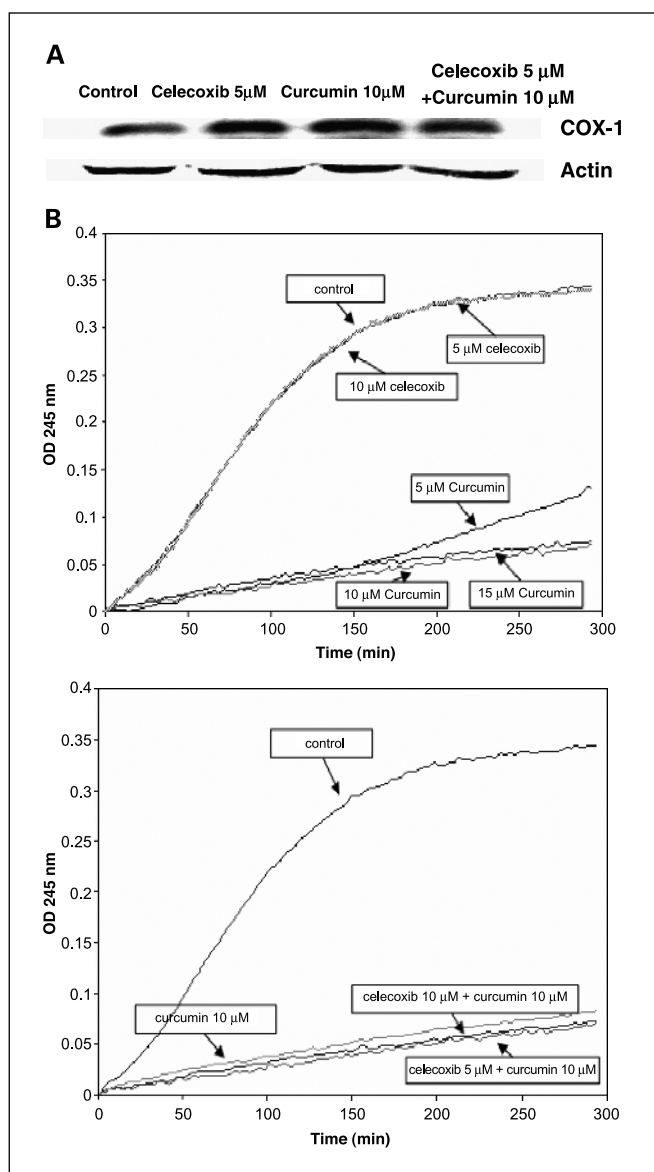 A
Control Celecoxib 5μM Curcumin 10μM Celecoxib 5 μM
+Curcumin 10 μM
COX-1
Actin
B
0.4
0.35
0.3
0.25
0.2
0.15
0.1
0.05
0
OD 245 nm
control
5 μM celecoxib
10 μM celecoxib
5 μM Curcumin
10 μM Curcumin
15 μM Curcumin
0 50 100 150 200 250 300
Time (min)
0.4
0.35
0.3
0.25
0.2
0.15
0.1
0.05
0
OD 245 nm
control
curcumin 10 μM
celecoxib 10 μM + curcumin 10 μM
celecoxib 5 μM + curcumin 10 μM
0 50 100 150 200 250 300
Time (min)